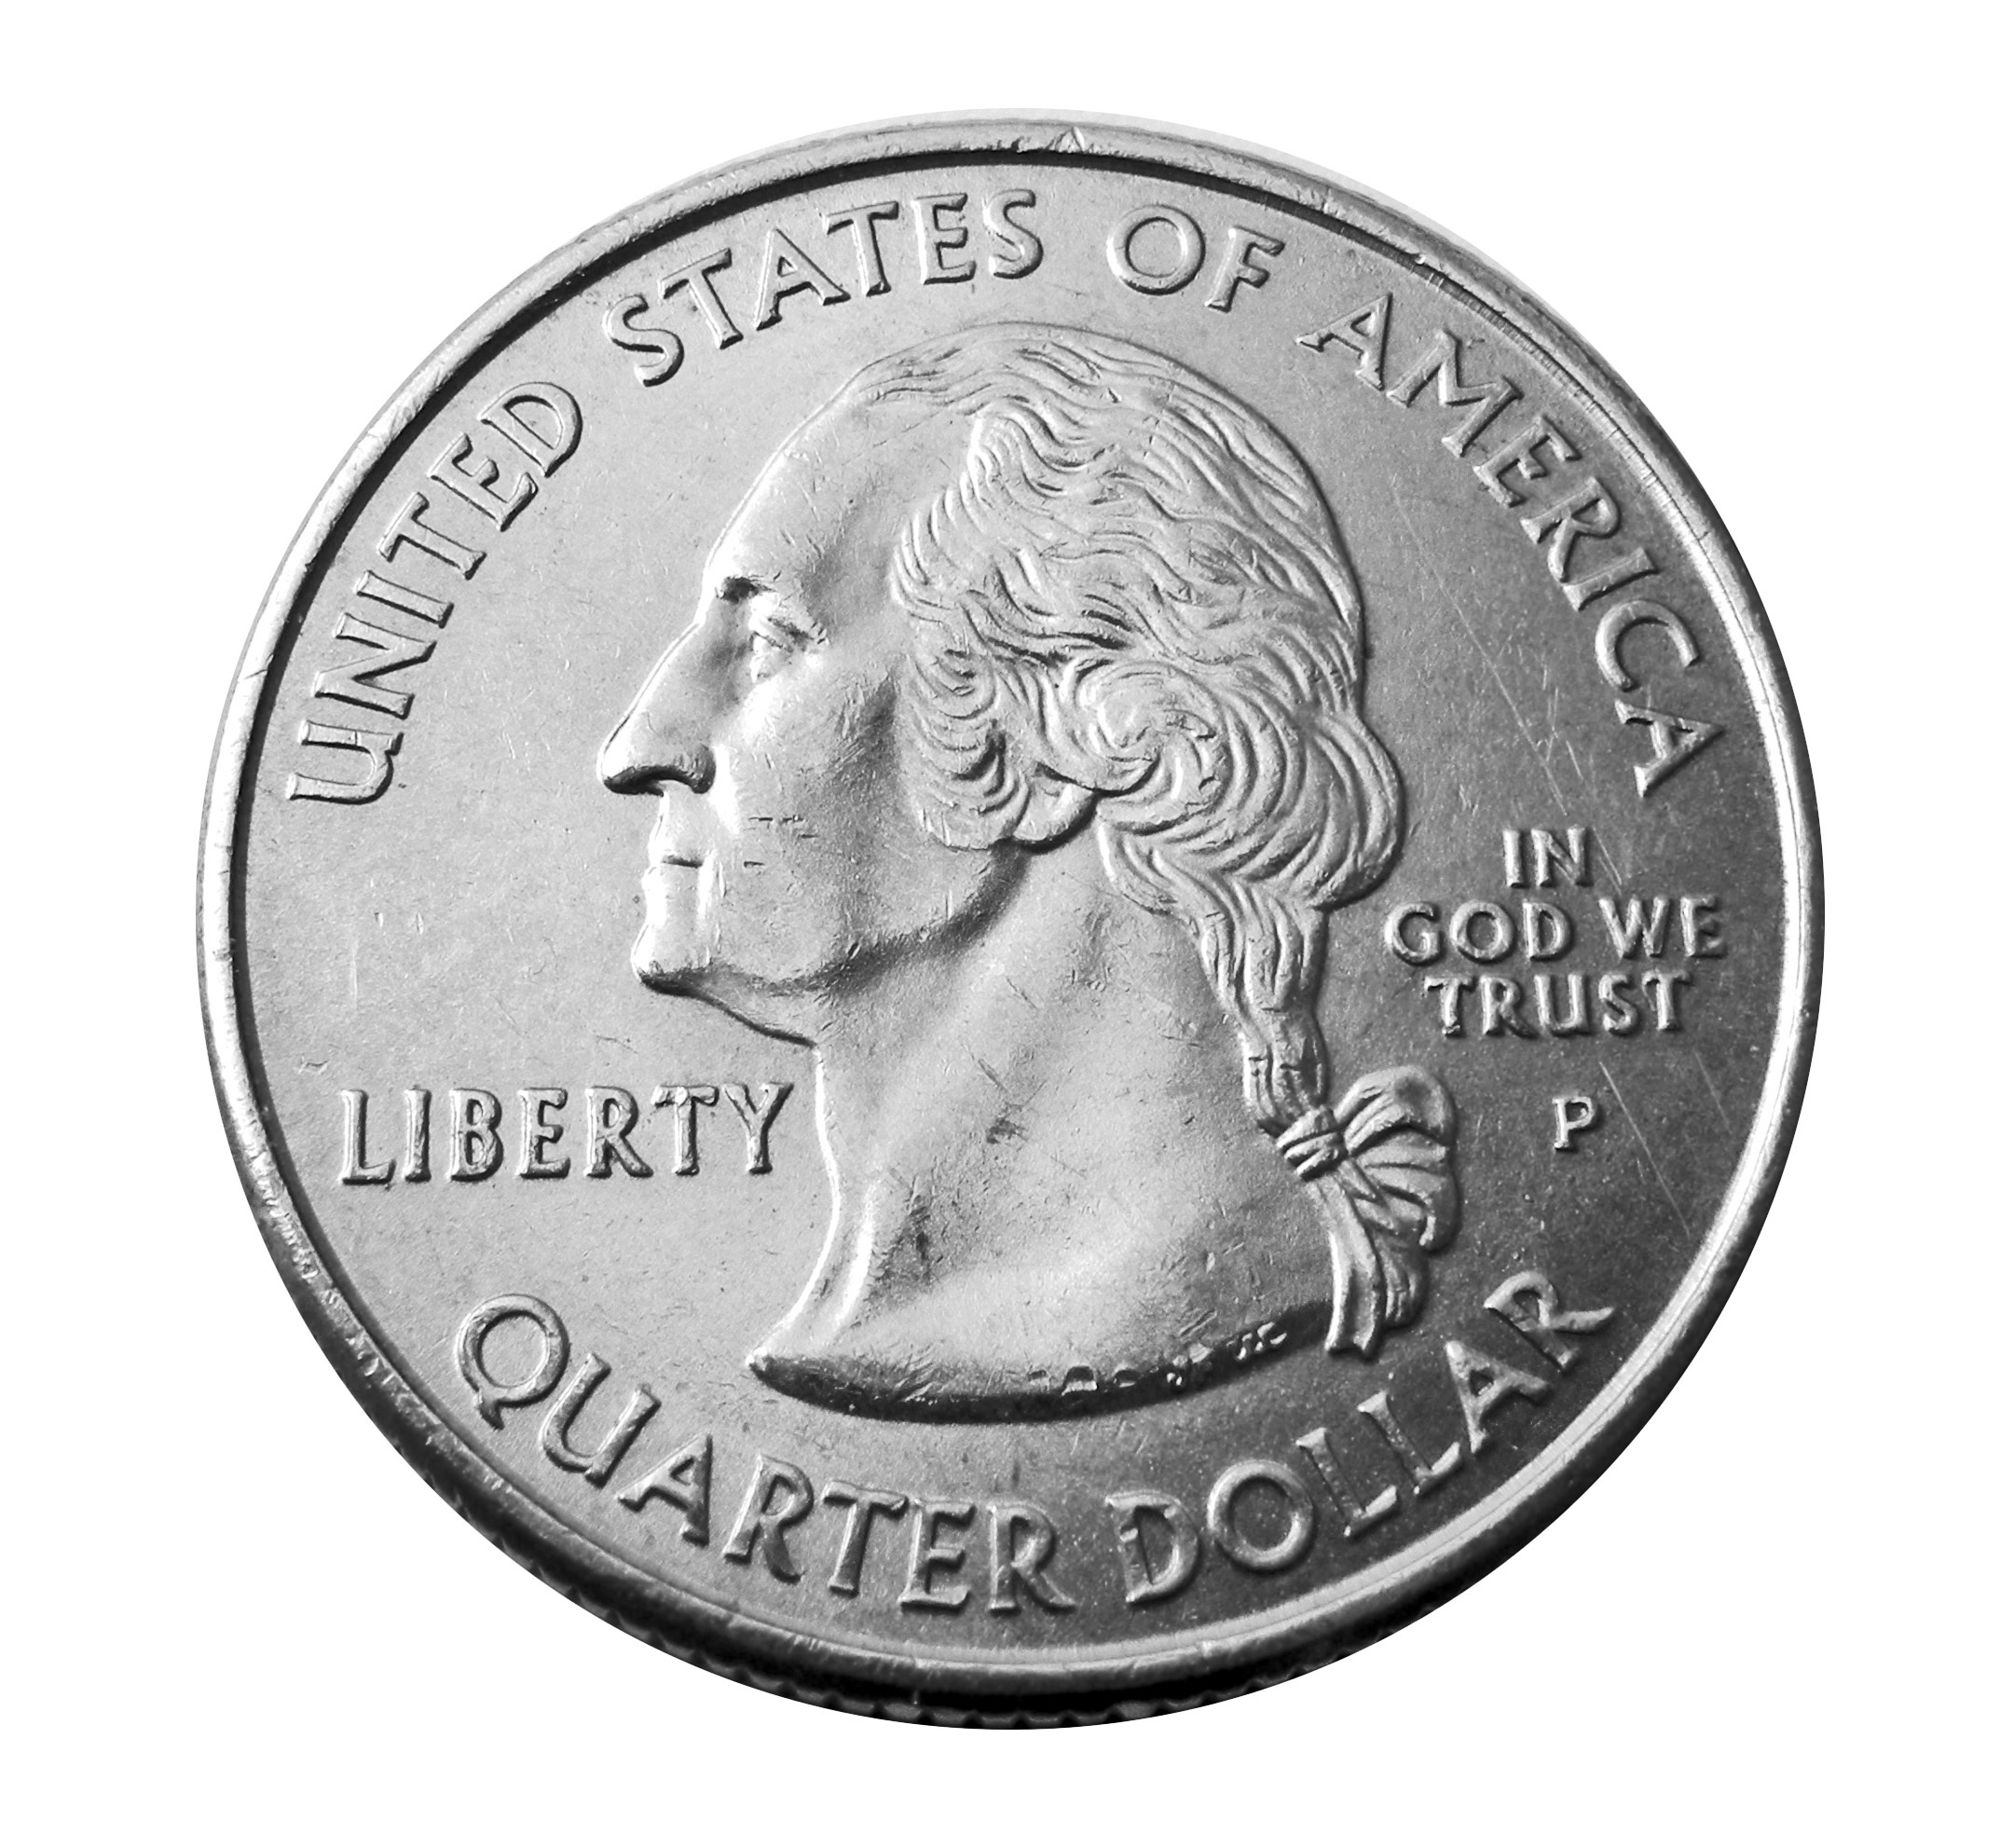 UNITED STATES OF AMERICA
IN
GOD WE
TRUST
LIBERTY
P
QUARTER DOLLAR